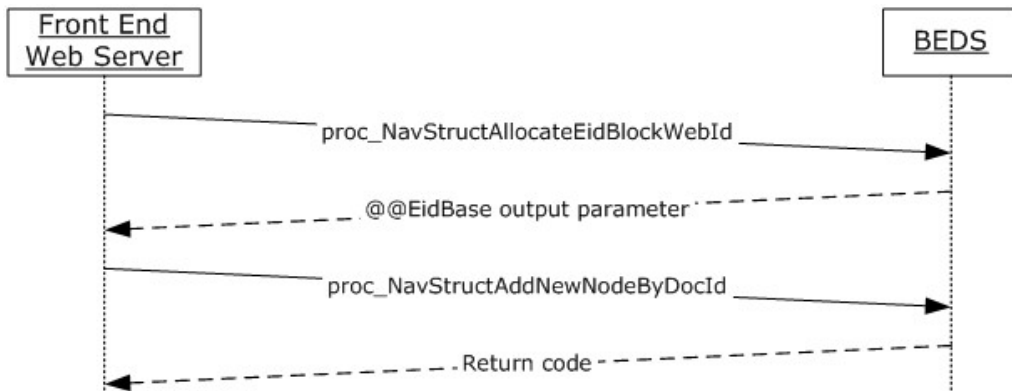 Front End
Web Server
BEDS
proc_NavStructAllocateEidBlockWebId
@@EidBase output parameter
proc_NavStructAddNewNodeByDocId
Return code